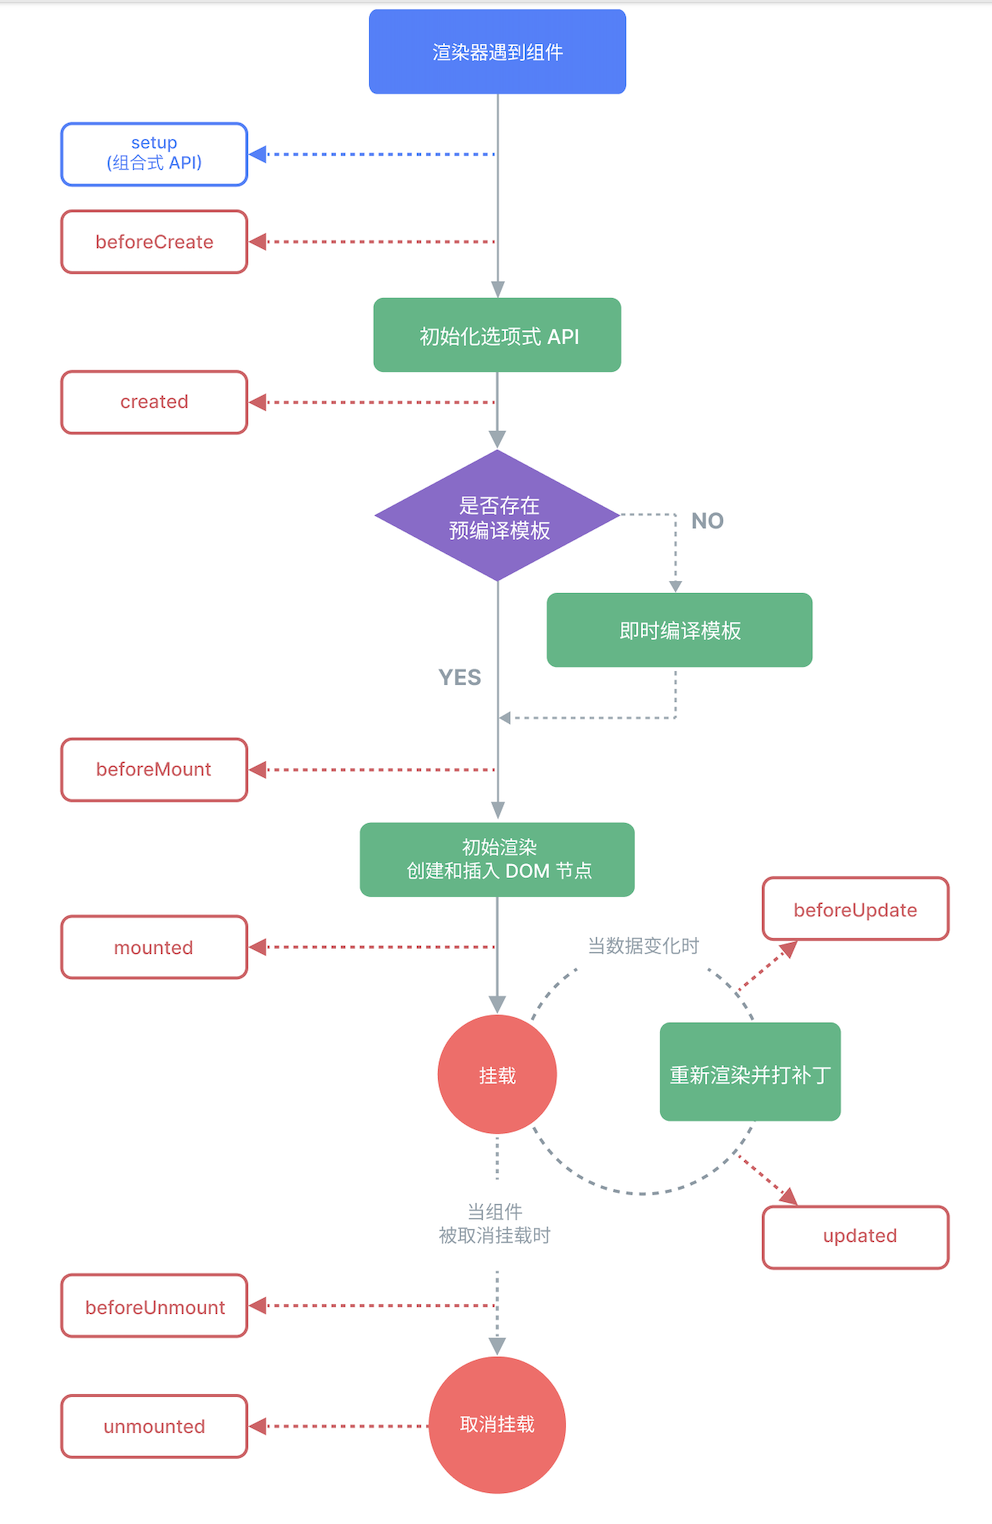 渲染器遇到组件
setup
(组合式 API)
beforeCreate
初始化选项式 API
created
是否存在
预编译模板
NO
即时编译模板
YES
beforeMount
初始渲染
创建和插入 DOM 节点
beforeUpdate
mounted
当数据变化时
挂载
重新渲染并打补丁
当组件
被取消挂载时
updated
beforeUnmount
unmounted
取消挂载